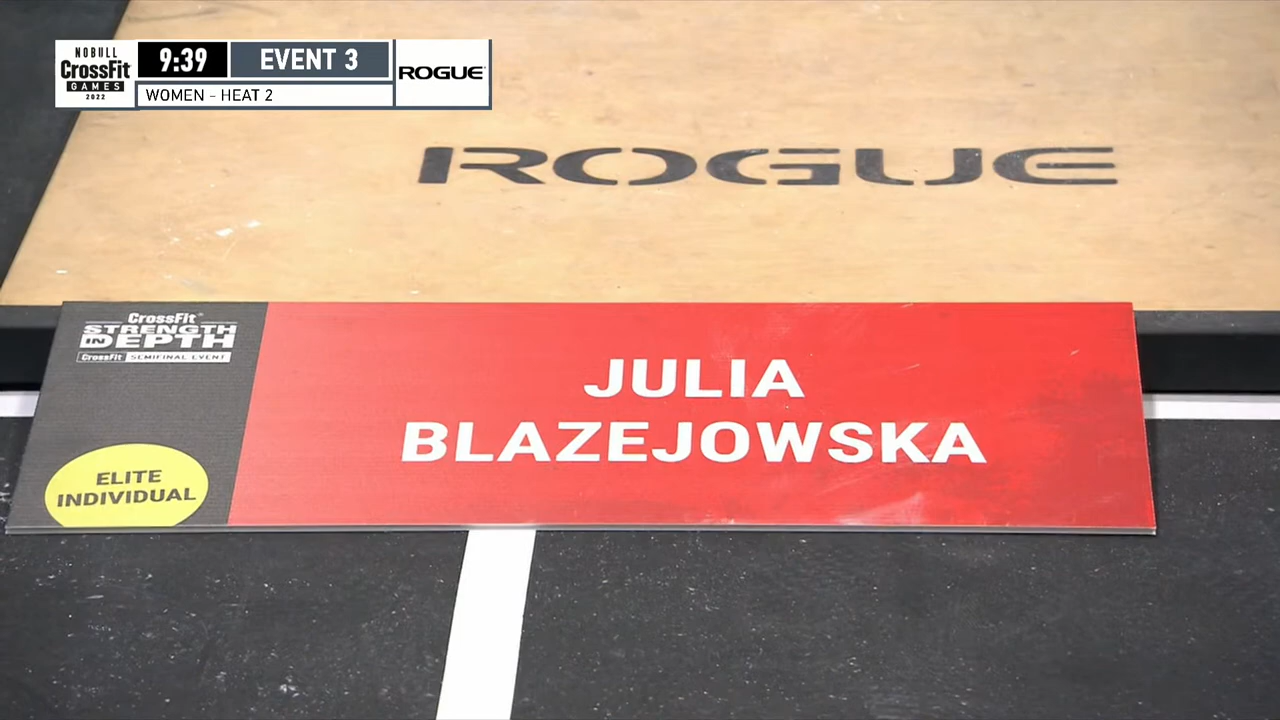 NOBULL
CrossFit
GAMES
2022
9:39
EVENT 3
WOMEN - HEAT 2
ROGUE
ROGUE
CrossFit
STRENGTH
IN DEPTH
CrossFit SEMIFINAL EVENT
ELITE
INDIVIDUAL
JULIA
BLAZEJOWSKA